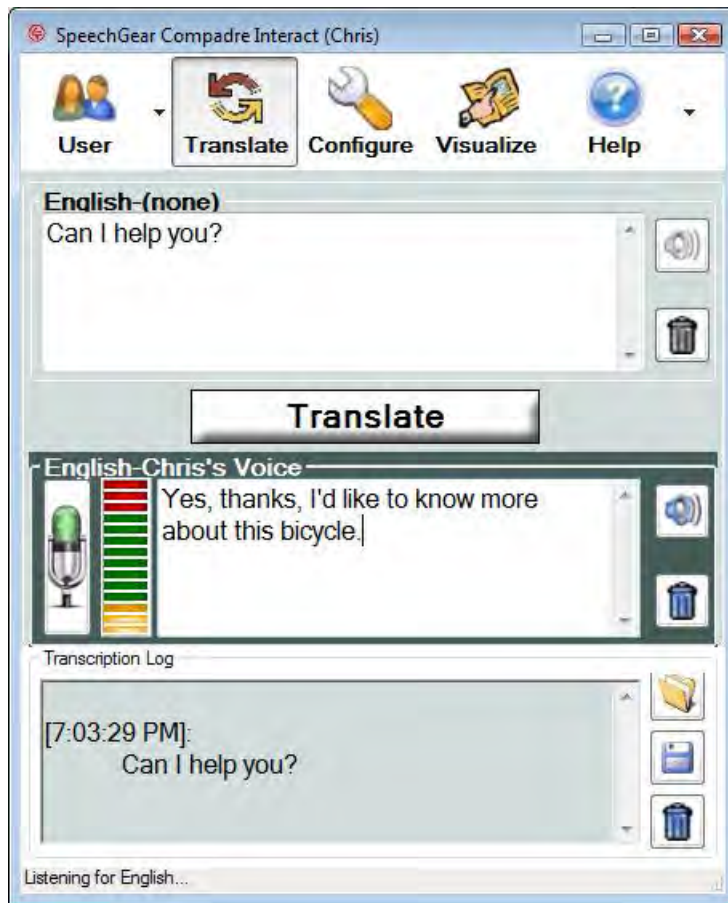 SpeechGear Compadre Interact (Chris)
User Translate Configure Visualize Help
English-(none)
Can I help you?
Translate
English-Chris's Voice
Yes, thanks, I'd like to know more
about this bicycle.
Transcription Log
[7:03:29 PM]:
Can I help you?
Listening for English...